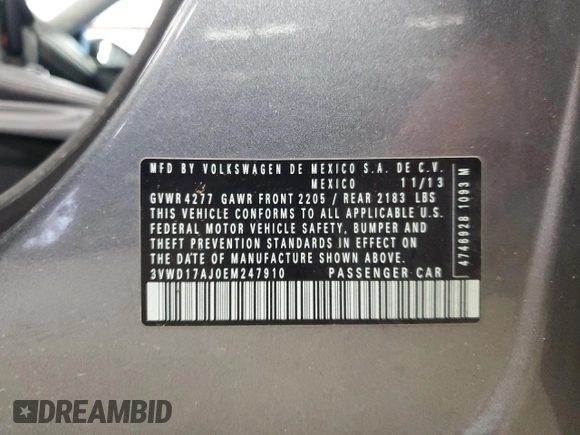 MFD BY VOLKSWAGEN DE MEXICO S.A. DE C.V.
MEXICO 11/13
GVWR 4277 GAWR FRONT 2205 / REAR 2183 LBS
THIS VEHICLE CONFORMS TO ALL APPLICABLE U.S.
FEDERAL MOTOR VEHICLE SAFETY, BUMPER AND
THEFT PREVENTION STANDARDS IN EFFECT ON
THE DATE OF MANUFACTURE SHOWN ABOVE.
3VWD17AJ0EM247910 PASSENGER CAR
4746928 1093 M
DREAMBID